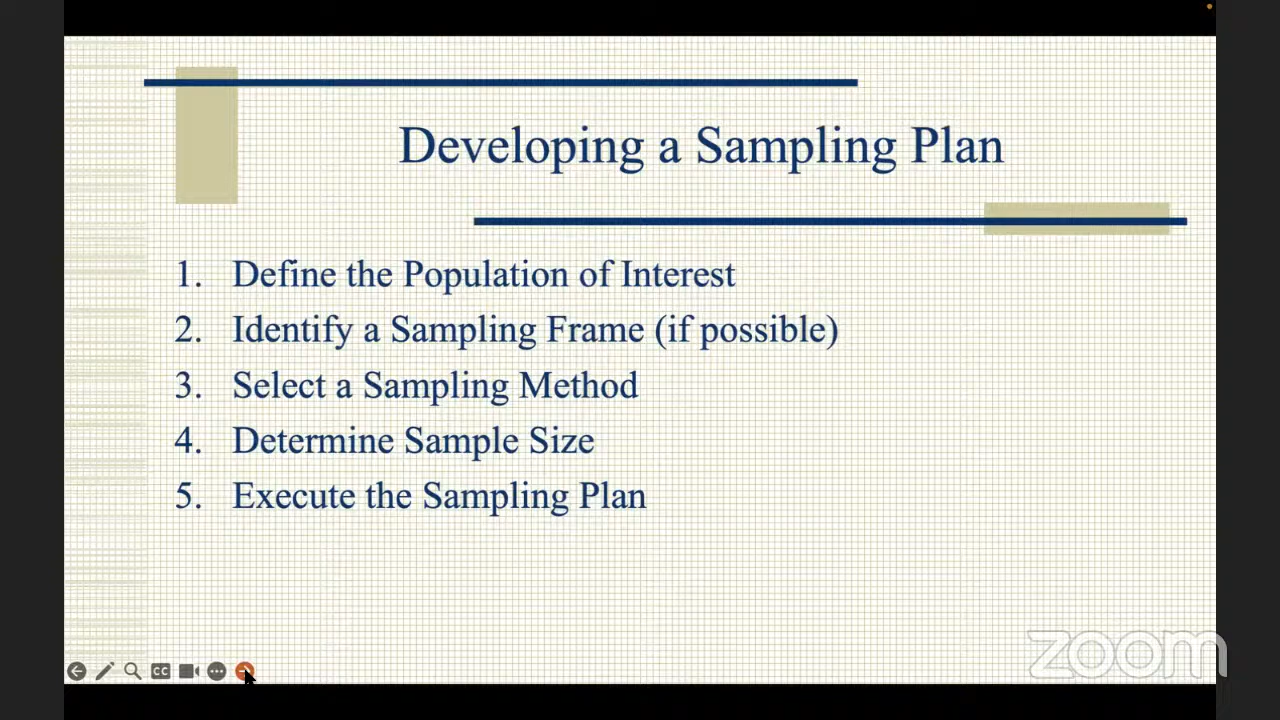 Developing a Sampling Plan
1. Define the Population of Interest
2. Identify a Sampling Frame (if possible)
3. Select a Sampling Method
4. Determine Sample Size
5. Execute the Sampling Plan
CC
zoom